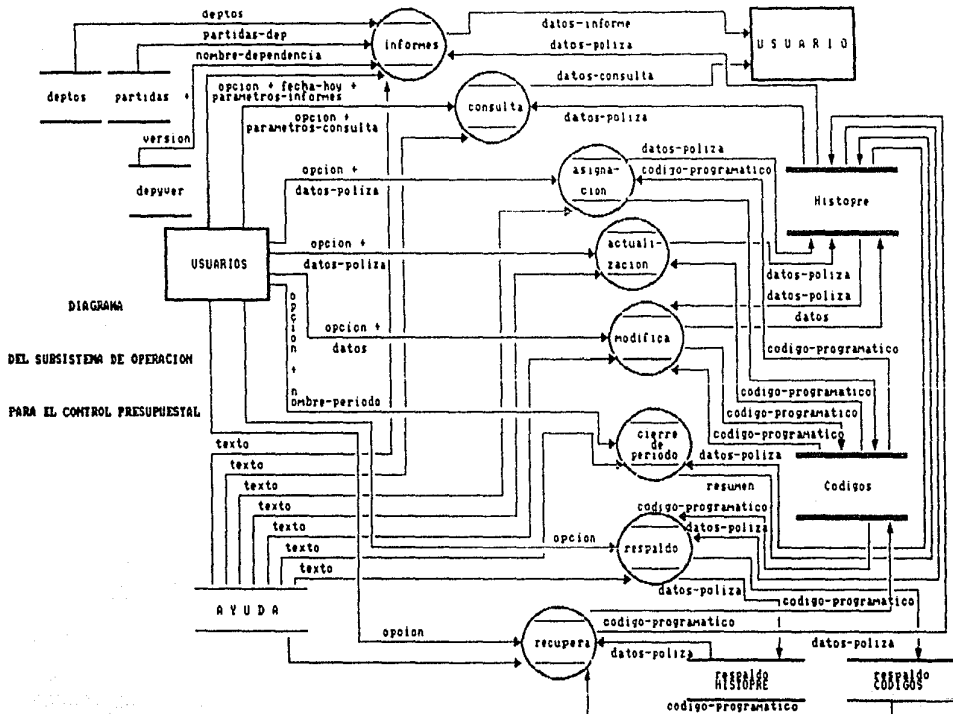 deptos
partidas-dep
nombre-dependencia
informes
datos-informe
datos-poliza
USUARIO
deptos
partidas +
opcion + fecha-hoy +
parametros-informes
datos-consulta
consulta
opcion +
parametros-consulta
datos-poliza
version
depyver
opcion +
datos-poliza
asigna-
cion
datos-poliza
codigo-programatico
Histopre
USUARIOS
opcion +
datos-poliza
actuali-
zacion
datos-poliza
datos-poliza
DIAGRAMA
opcion + nombre-periodo
opcion +
datos
modifica
datos
DEL SUBSISTEMA DE OPERACION
codigo-programatico
PARA EL CONTROL PRESUPUESTAL
codigo-programatico
codigo-programatico
codigo-programatico
cierre
de
periodo
datos-poliza
resumen
Codigos
texto
texto
texto
texto
texto
texto
texto
codigo-programatico
datos-poliza
opcion
respaldo
AYUDA
datos-poliza
codigo-programatico
opcion
codigo-programatico
recupera
datos-poliza
datos-poliza
respaldo
HISTOPRE
respaldo
CODIGOS
codigo-programatico